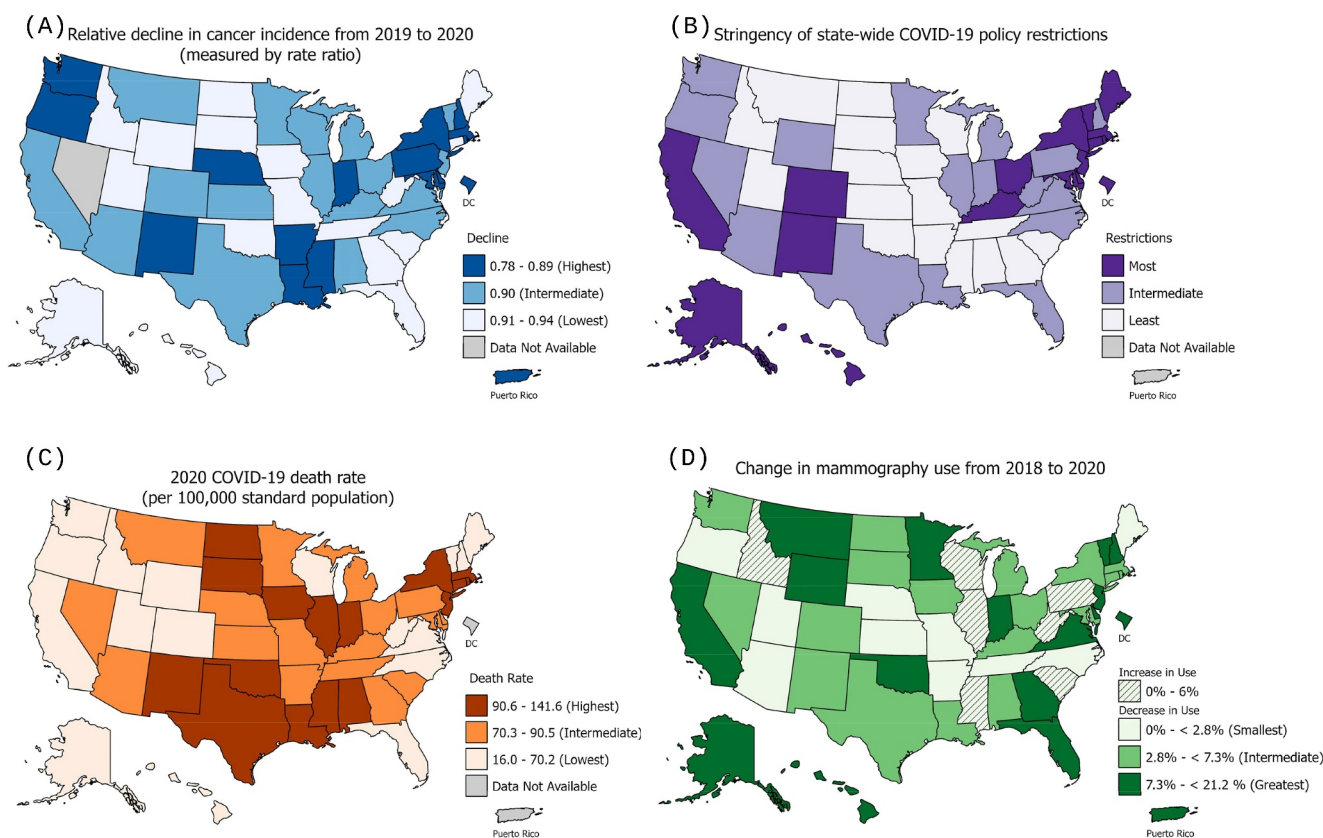 (A)
Relative decline in cancer incidence from 2019 to 2020
(measured by rate ratio)
DC
Decline
0.78 - 0.89 (Highest)
0.90 (Intermediate)
0.91 - 0.94 (Lowest)
Data Not Available
Puerto Rico
(B)
Stringency of state-wide COVID-19 policy restrictions
DC
Restrictions
Most
Intermediate
Least
Data Not Available
Puerto Rico
(C)
2020 COVID-19 death rate
(per 100,000 standard population)
DC
Death Rate
90.6 - 141.6 (Highest)
70.3 - 90.5 (Intermediate)
16.0 - 70.2 (Lowest)
Data Not Available
Puerto Rico
(D)
Change in mammography use from 2018 to 2020
DC
Increase in Use
0% - 6%
Decrease in Use
0% - < 2.8% (Smallest)
2.8% - < 7.3% (Intermediate)
7.3% - < 21.2 % (Greatest)
Puerto Rico